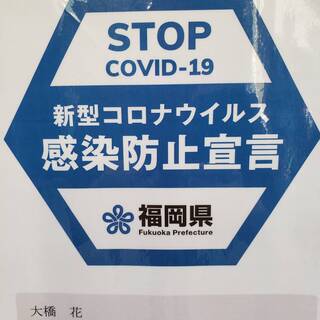 STOP
COVID-19
新型コロナウイルス
感染防止宣言
福岡県
Fukuoka Prefecture
大橋 花